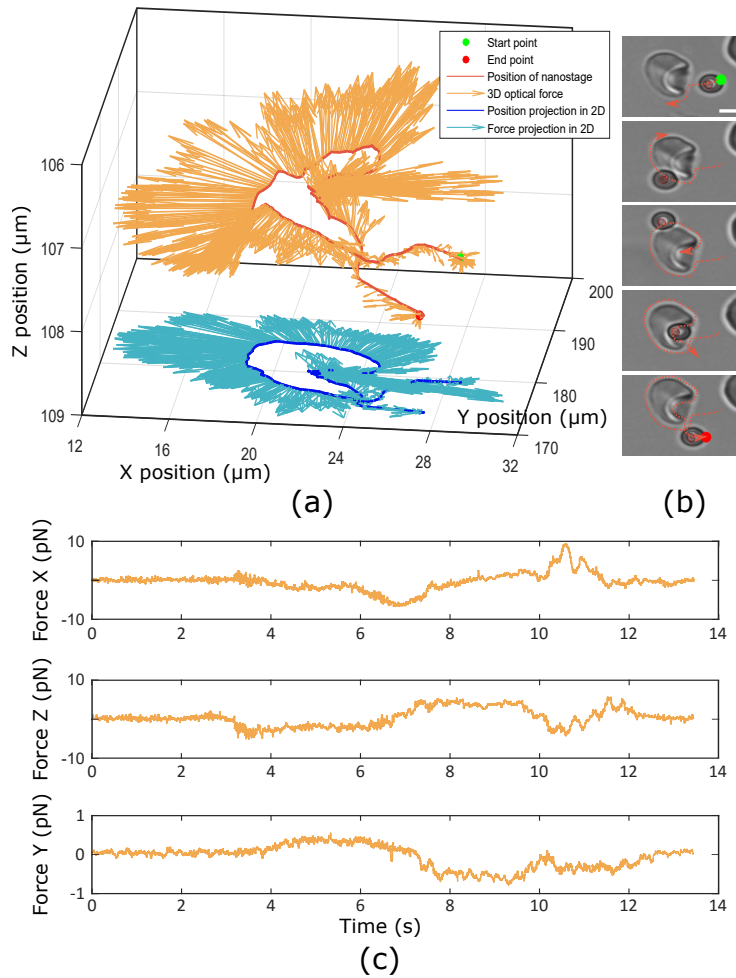 Start point
End point
Position of nanostage
3D optical force
Position projection in 2D
Force projection in 2D
106
107
108
109
Z position (µm)
12
16
20
24
28
32
X position (µm)
170
180
190
200
Y position (µm)
(a)
(b)
10
0
-10
Force X (pN)
0 2 4 6 8 10 12 14
10
0
-10
Force Z (pN)
0 2 4 6 8 10 12 14
1
0
-1
Force Y (pN)
0 2 4 6 8 10 12 14
Time (s)
(c)